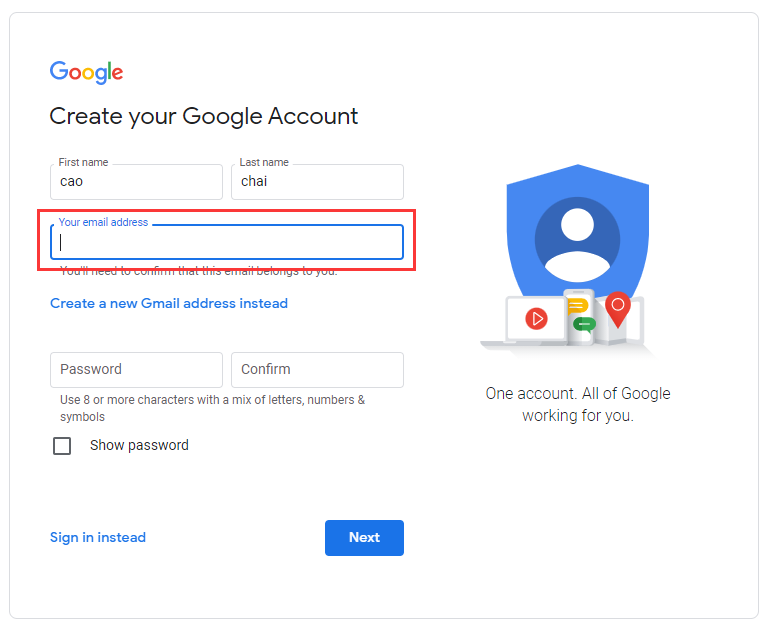 Google
Create your Google Account
First name
Last name
cao
chai
Your email address
You'll need to confirm that this email belongs to you.
Create a new Gmail address instead
Password
Confirm
Use 8 or more characters with a mix of letters, numbers &
symbols
Show password
Sign in instead
Next
One account. All of Google
working for you.